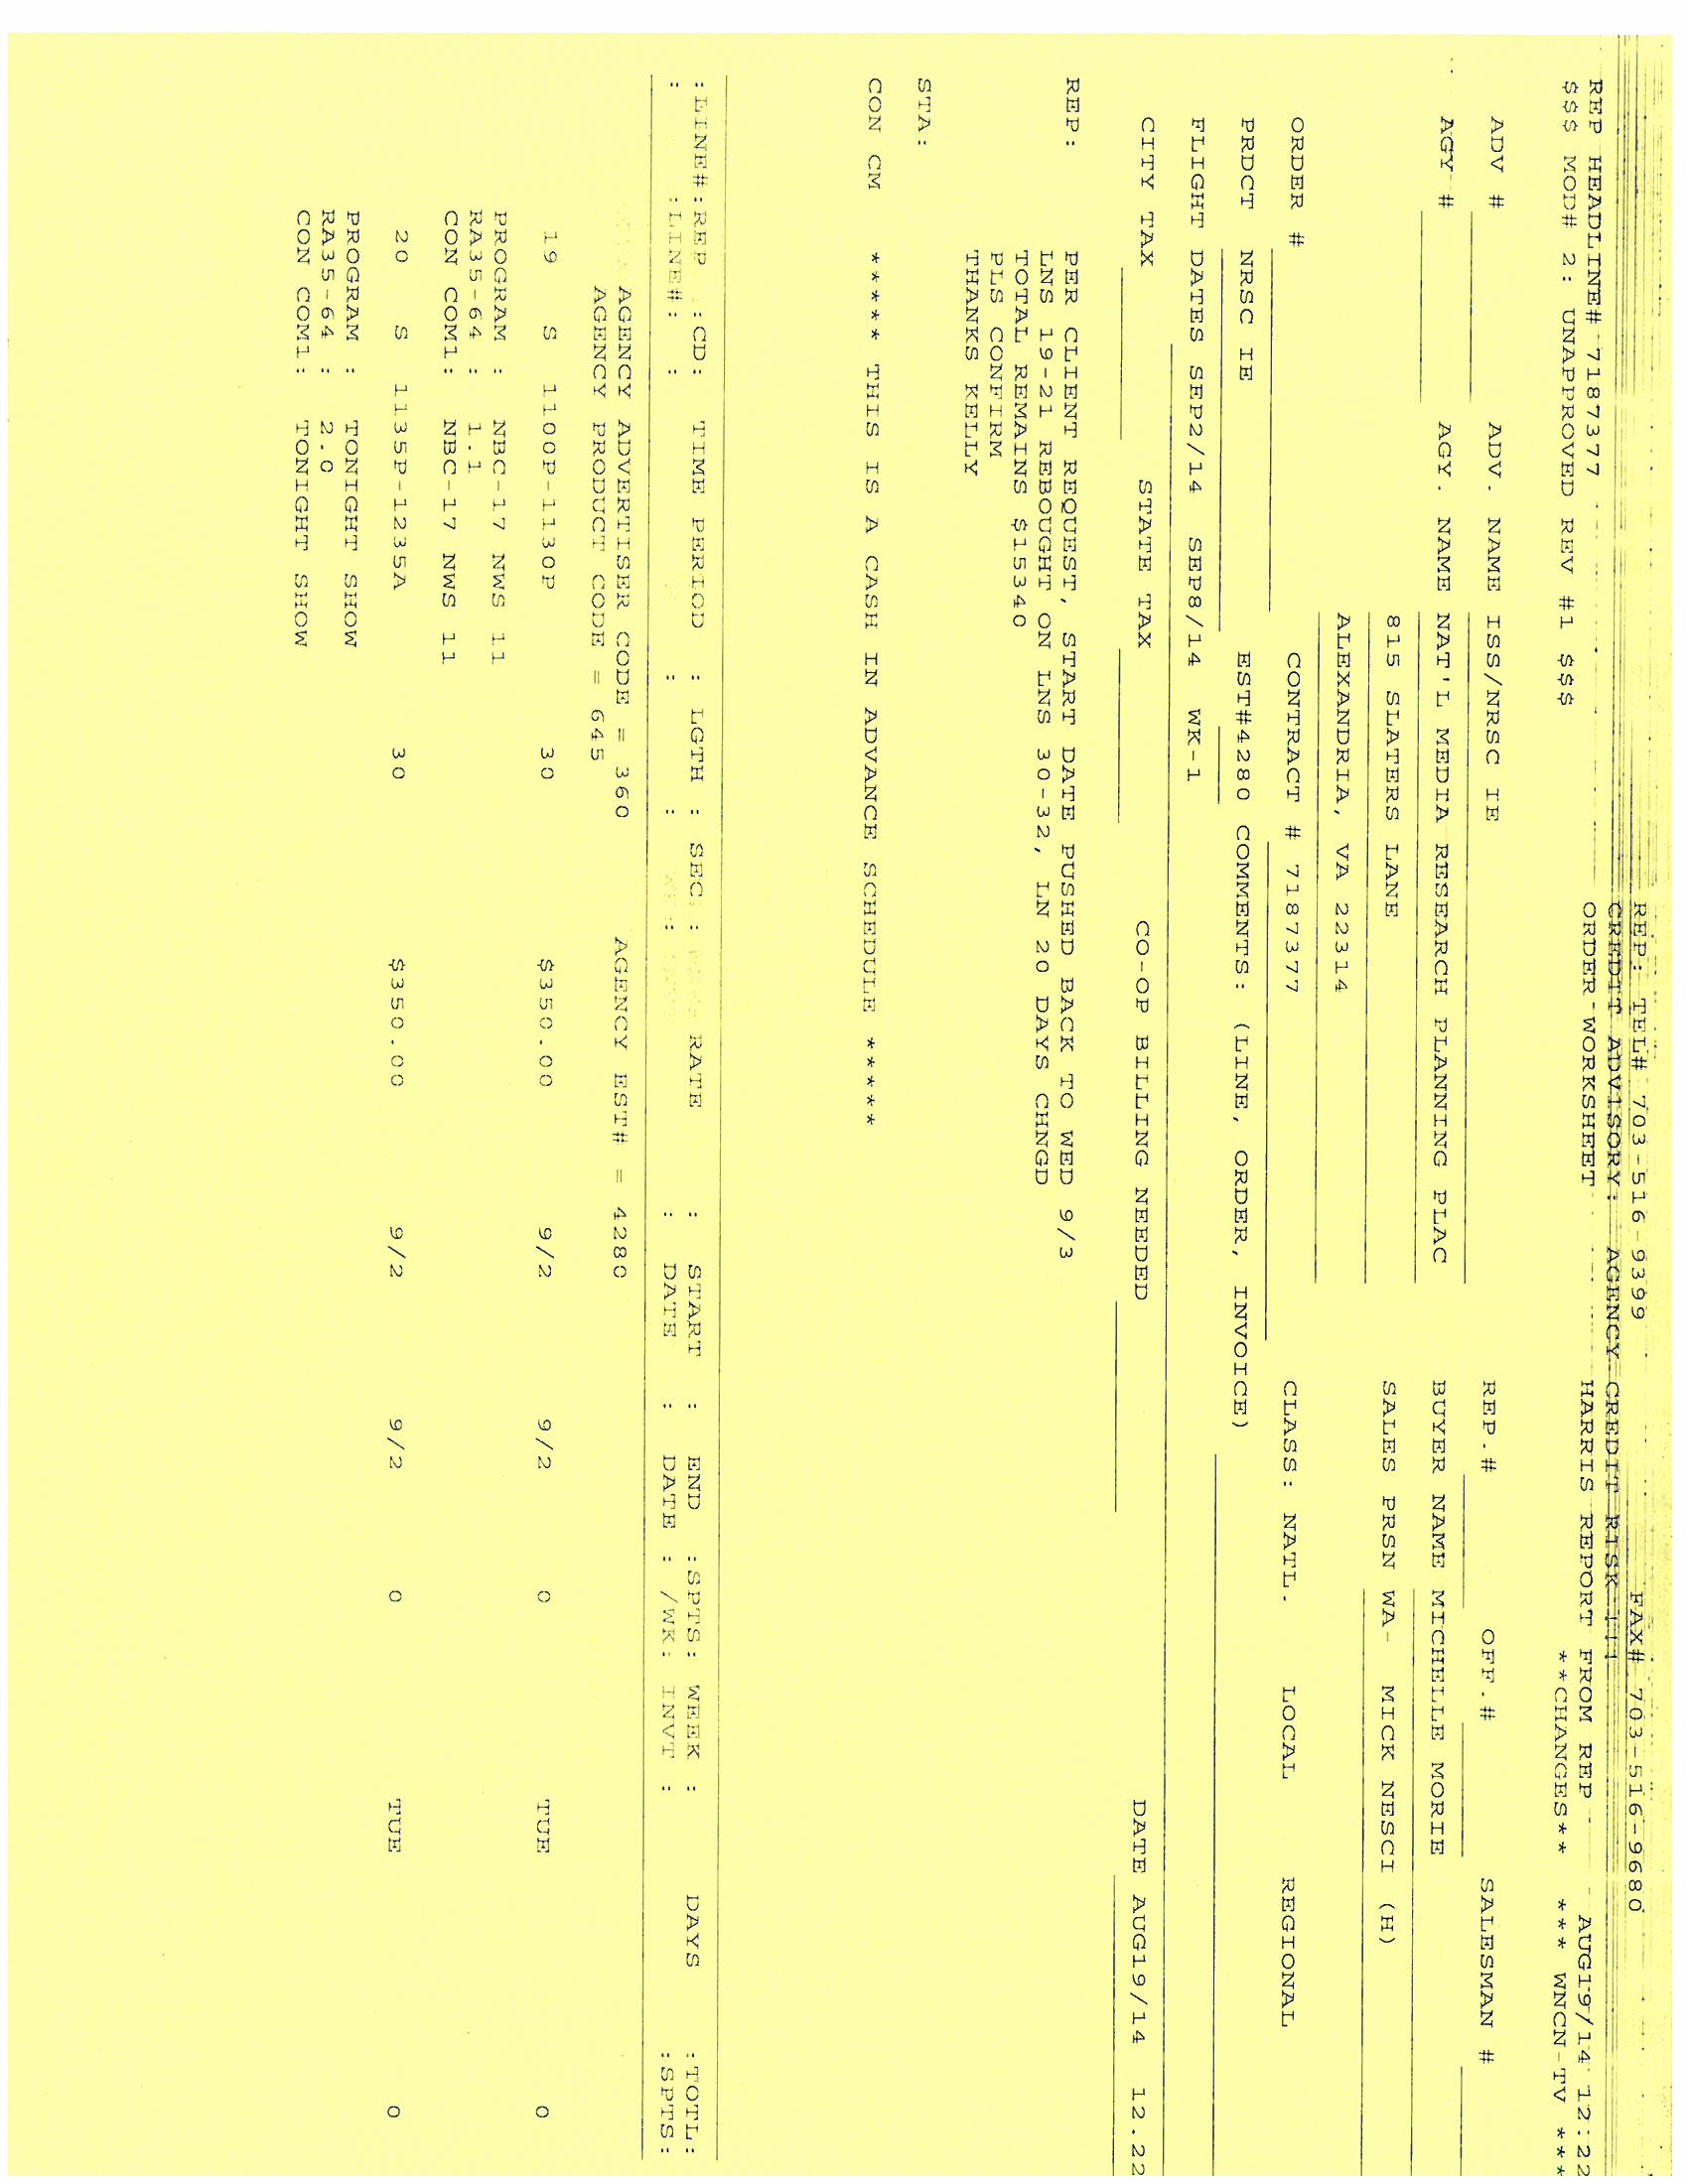 REP: TEL# 703-516-9399 FAX# 703-516-9680
CREDIT ADVISORY: AGENCY CREDIT RISK !!!
ORDER WORKSHEET HARRIS REPORT FROM REP AUG19/14 12:22
REP HEADLINE# 7187377 **CHANGES** *** WNCN-TV ***
$$$ MOD# 2: UNAPPROVED REV #1 $$$
ADV # ADV. NAME ISS/NRSC IE REP.# OFF.# SALESMAN #
AGY # AGY. NAME NAT'L MEDIA RESEARCH PLANNING PLAC BUYER NAME MICHELLE MORIE
815 SLATERS LANE SALES PRSN WA- MICK NESCI (H)
ALEXANDRIA, VA 22314
ORDER # CONTRACT # 7187377 CLASS: NATL. LOCAL REGIONAL
PRDCT NRSC IE EST#4280 COMMENTS: (LINE, ORDER, INVOICE)
FLIGHT DATES SEP2/14 SEP8/14 WK-1
CITY TAX STATE TAX CO-OP BILLING NEEDED DATE AUG19/14 12.22
REP: PER CLIENT REQUEST, START DATE PUSHED BACK TO WED 9/3
LNS 19-21 REBOUGHT ON LNS 30-32, LN 20 DAYS CHNGD
TOTAL REMAINS $15340
PLS CONFIRM
THANKS KELLY
STA:
CON CM ***** THIS IS A CASH IN ADVANCE SCHEDULE *****
:LINE#:REP :CD: TIME PERIOD : LGTH : SEC : RATE : START : END :SPTS: WEEK : DAYS :TOTL:
: :LINE#: : : : : : DATE : DATE : /WK: INVT : :SPTS:
AGENCY ADVERTISER CODE = 360 AGENCY EST# = 4280
AGENCY PRODUCT CODE = 645
19 S 1100P-1130P 30 $350.00 9/2 9/2 0 TUE 0
PROGRAM : NBC-17 NWS 11
RA35-64 : 1.1
CON COM1: NBC-17 NWS 11
20 S 1135P-1235A 30 $350.00 9/2 9/2 0 TUE 0
PROGRAM : TONIGHT SHOW
RA35-64 : 2.0
CON COM1: TONIGHT SHOW